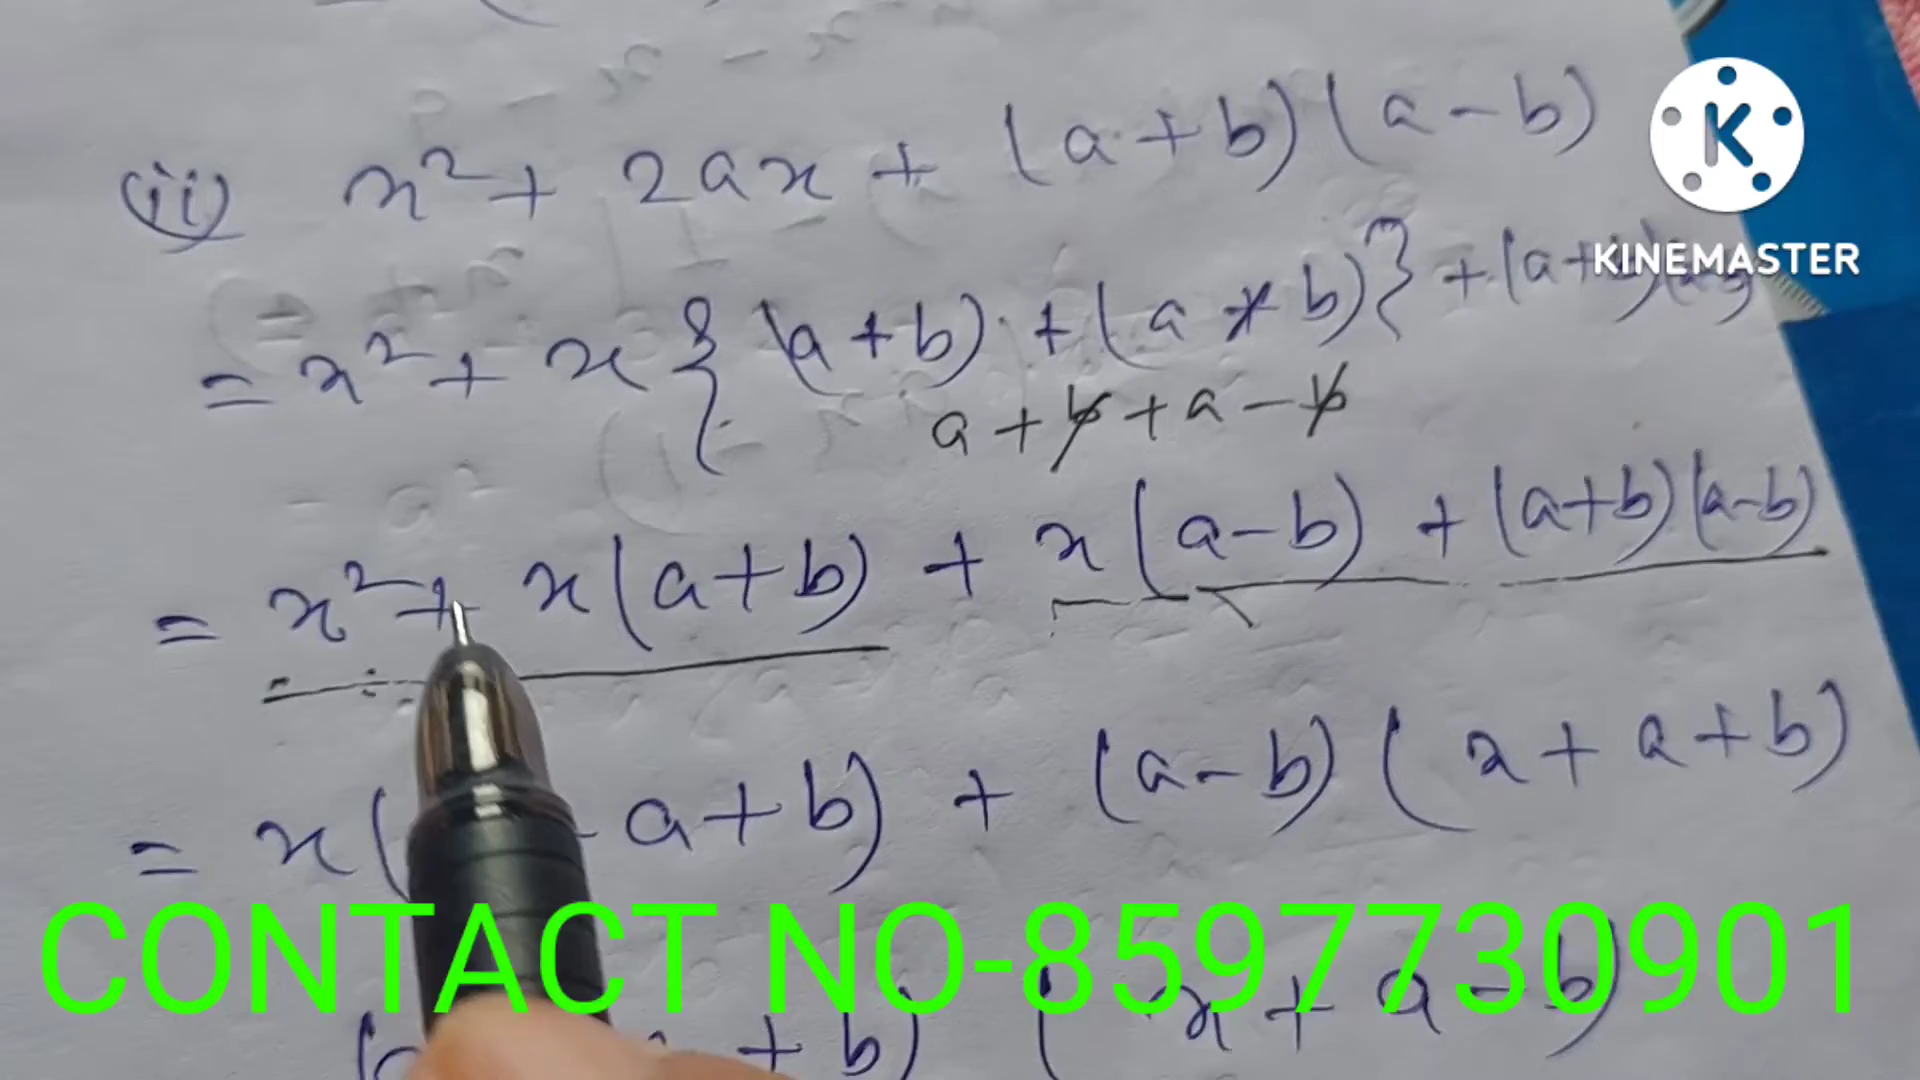 (ii) x² + 2ax + (a + b)(a - b)
KINEMASTER
= x² + x{(a + b) + (a * b)} + (a +
a + b + a - b
= x² + x(a + b) + x(a - b) + (a + b)(a - b)
= x( a + b) + (a - b)(x + a + b)
CONTACT NO-8597730901
+ b) (x + a - b)